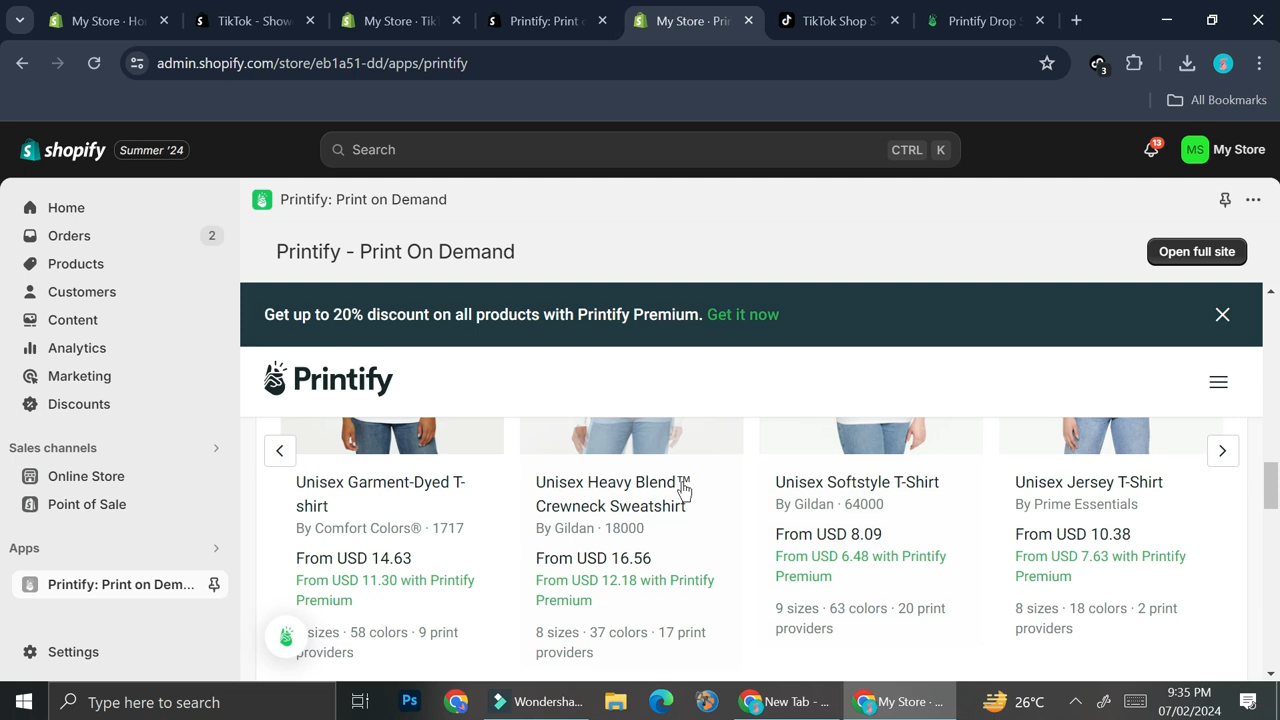 My Store · Ho
TikTok - Show
My Store · Tik
Printify: Print
My Store · Prin
TikTok Shop S
Printify Drop
admin.shopify.com/store/eb1a51-dd/apps/printify
3
All Bookmarks
shopify
Summer '24
Search
CTRL K
13
MS
My Store
Home
Orders
2
Products
Customers
Content
Analytics
Marketing
Discounts
Sales channels
Online Store
Point of Sale
Apps
Printify: Print on Dem...
Settings
Printify: Print on Demand
Printify - Print On Demand
Open full site
Get up to 20% discount on all products with Printify Premium. Get it now
Printify
Unisex Garment-Dyed T-
shirt
By Comfort Colors® · 1717
From USD 14.63
From USD 11.30 with Printify
Premium
sizes · 58 colors · 9 print
providers
Unisex Heavy Blend™
Crewneck Sweatshirt
By Gildan · 18000
From USD 16.56
From USD 12.18 with Printify
Premium
8 sizes · 37 colors · 17 print
providers
Unisex Softstyle T-Shirt
By Gildan · 64000
From USD 8.09
From USD 6.48 with Printify
Premium
9 sizes · 63 colors · 20 print
providers
Unisex Jersey T-Shirt
By Prime Essentials
From USD 10.38
From USD 7.63 with Printify
Premium
8 sizes · 18 colors · 2 print
providers
Type here to search
Ps
Wondersha...
New Tab - ...
My Store · ...
26°C
9:35 PM
07/02/2024